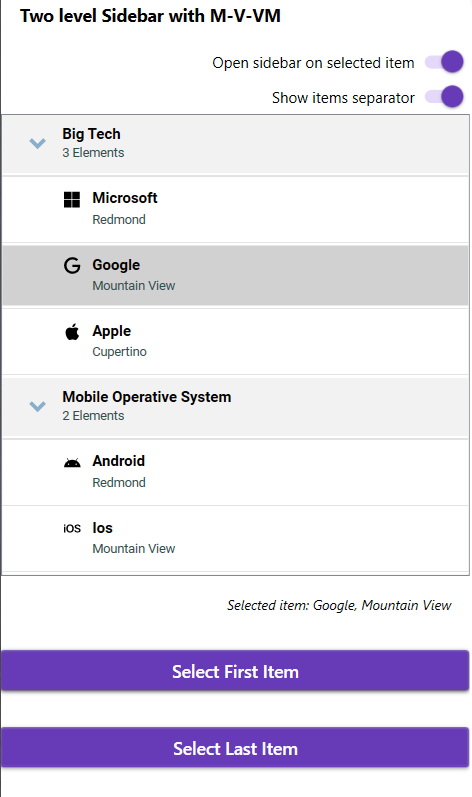 Two level Sidebar with M-V-VM
Open sidebar on selected item
Show items separator
Big Tech
3 Elements
Microsoft
Redmond
Google
Mountain View
Apple
Cupertino
Mobile Operative System
2 Elements
Android
Redmond
iOS Ios
Mountain View
Selected item: Google, Mountain View
Select First Item
Select Last Item